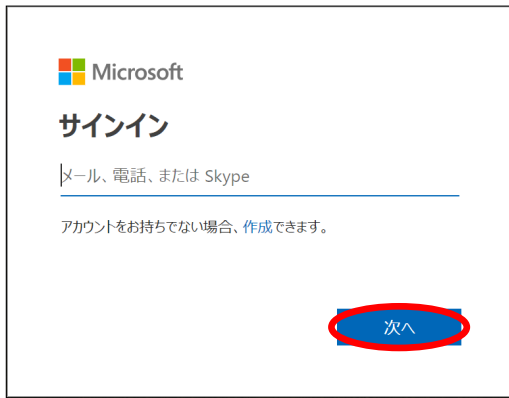 Microsoft
サインイン
メール、電話、または Skype
アカウントをお持ちでない場合、作成できます。
次へ